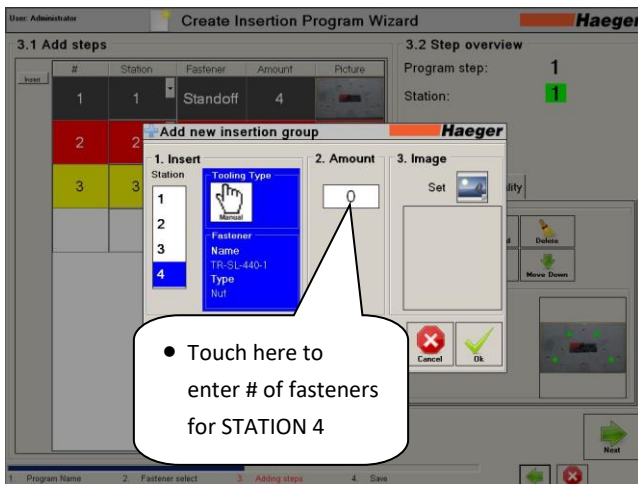 User: Administrator
Create Insertion Program Wizard
Haeger
3.1 Add steps
3.2 Step overview
Insert
# Station Fastener Amount Picture
1 1 Standoff 4
2 2
3 3
Program step: 1
Station: 1
Add new insertion group
Haeger
1. Insert
2. Amount
3. Image
Station
1
2
3
4
Tooling Type
Manual
Fastener
Name
TR-SL-440-1
Type
Nut
0
Set
Cancel
Ok
Delete
Move Down
• Touch here to
enter # of fasteners
for STATION 4
Next
1. Program Name 2. Fastener select 3. Adding steps 4. Save